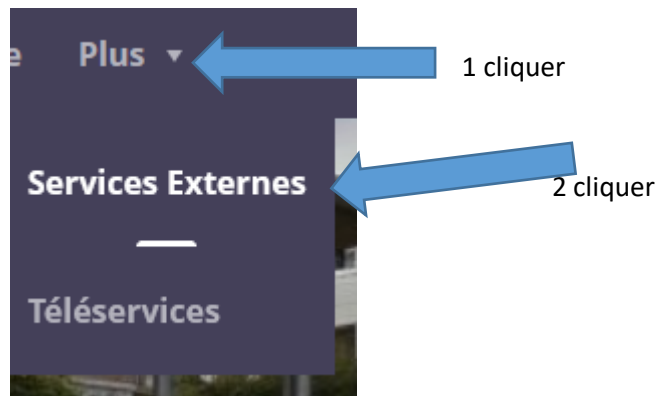 e Plus
1 cliquer
Services Externes
2 cliquer
Téléservices